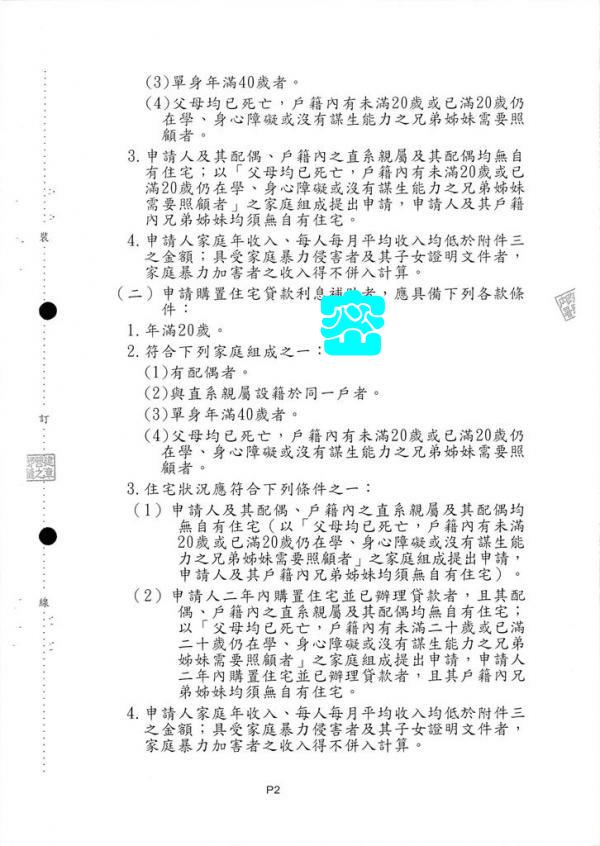 (3)單身年滿40歲者。
(4)父母均已死亡，戶籍內有未滿20歲或已滿20歲仍
在學、身心障礙或沒有謀生能力之兄弟姊妹需要照
顧者。
3.申請人及其配偶、戶籍內之直系親屬及其配偶均無自
有住宅；以「父母均已死亡，戶籍內有未滿20歲或已
滿20歲仍在學、身心障礙或沒有謀生能力之兄弟姊妹
需要照顧者」之家庭組成提出申請，申請人及其戶籍
內兄弟姊妹均須無自有住宅。
4.申請人家庭年收入、每人每月平均收入均低於附件三
之金額；具受家庭暴力侵害者及其子女證明文件者，
家庭暴力加害者之收入得不併入計算。
(二)申請購置住宅貸款利息補助者，應具備下列各款條
件：
1.年滿20歲。
2.符合下列家庭組成之一：
(1)有配偶者。
(2)與直系親屬設籍於同一戶者。
(3)單身年滿40歲者。
(4)父母均已死亡，戶籍內有未滿20歲或已滿20歲仍
在學、身心障礙或沒有謀生能力之兄弟姊妹需要照
顧者。
3.住宅狀況應符合下列條件之一：
(1)申請人及其配偶、戶籍內之直系親屬及其配偶均
無自有住宅（以「父母均已死亡，戶籍內有未滿
20歲或已滿20歲仍在學、身心障礙或沒有謀生能
力之兄弟姊妹需要照顧者」之家庭組成提出申請，
申請人及其戶籍內兄弟姊妹均須無自有住宅）。
(2)申請人二年內購置住宅並已辦理貸款者，且其配
偶、戶籍內之直系親屬及其配偶均無自有住宅；
以「父母均已死亡，戶籍內有未滿二十歲或已滿
二十歲仍在學、身心障礙或沒有謀生能力之兄弟
姊妹需要照顧者」之家庭組成提出申請，申請人
二年內購置住宅並已辦理貸款者，且其戶籍內兄
弟姊妹均須無自有住宅。
4.申請人家庭年收入、每人每月平均收入均低於附件三
之金額；具受家庭暴力侵害者及其子女證明文件者，
家庭暴力加害者之收入得不併入計算。
裝
訂
線
P2